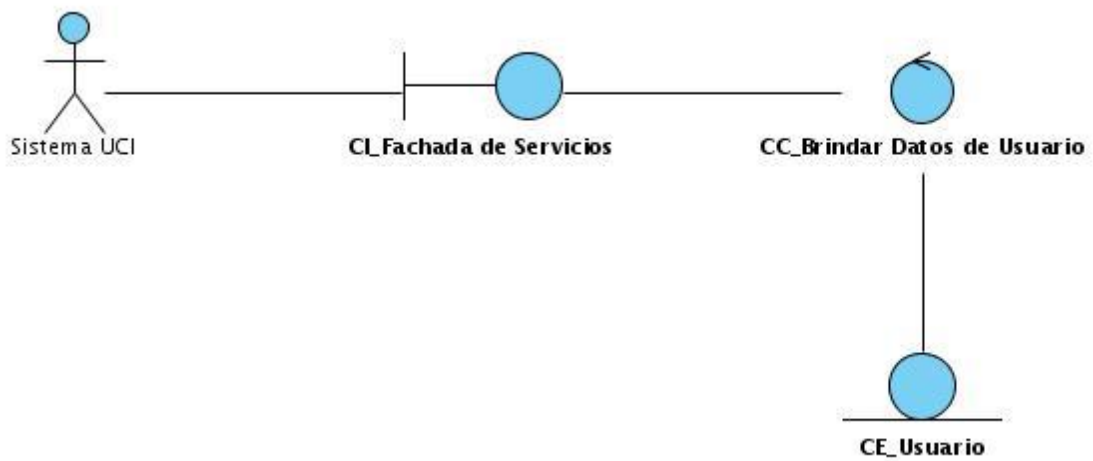 Sistema UCI
CI_Fachada de Servicios
CC_Brindar Datos de Usuario
CE_Usuario